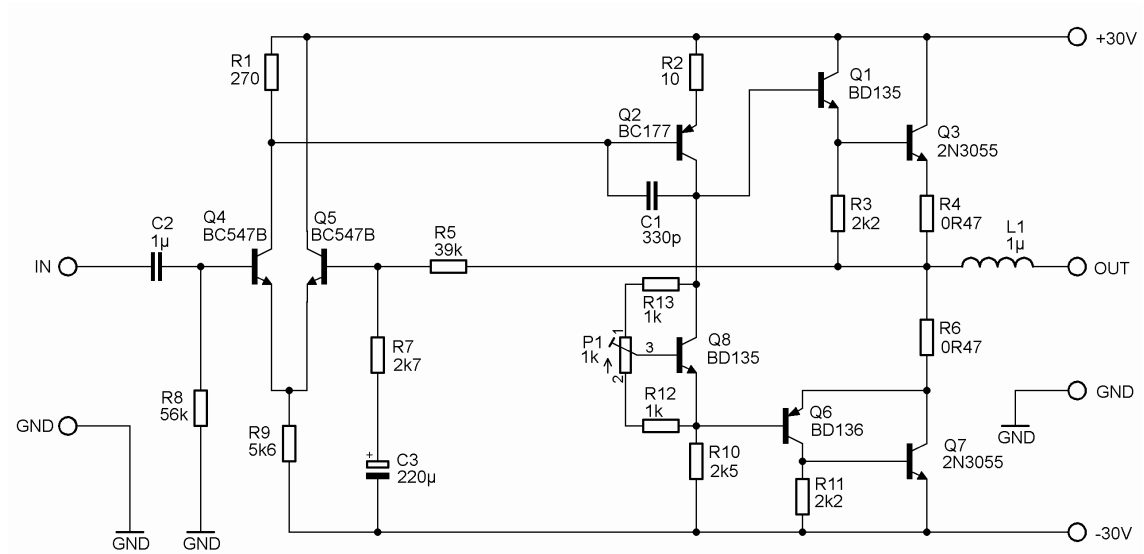 +30V
R1
270
R2
10
Q1
BD135
Q2
BC177
Q3
2N3055
C1
330p
R3
2k2
R4
0R47
C2
1µ
Q4
BC547B
Q5
BC547B
R5
39k
L1
1µ
IN
OUT
R13
1k
P1
1k
1
3
2
Q8
BD135
R6
0R47
R7
2k7
R8
56k
R12
1k
GND
GND
Q6
BD136
GND
R9
5k6
+
C3
220µ
R10
2k5
Q7
2N3055
R11
2k2
GND
GND
-30V